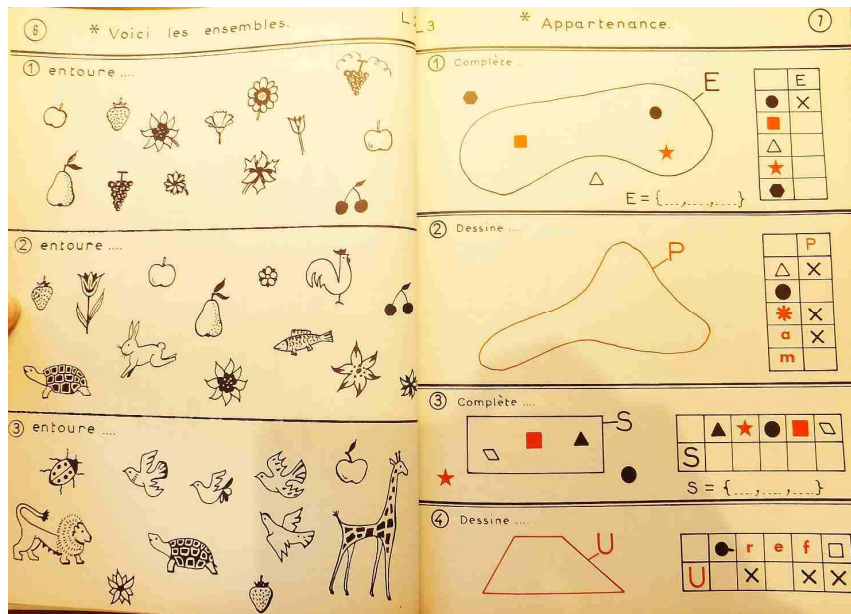 6
* Voici les ensembles.
1 entoure ....
2 entoure ....
3 entoure ....
L3
* Appartenance.
7
1 Complète ....
E
E
E = {...., ...., ....}
2 Dessine ....
P
P
a
m
3 Complète ....
S
S
S = {...., ...., ....}
4 Dessine ....
U
r e f
U